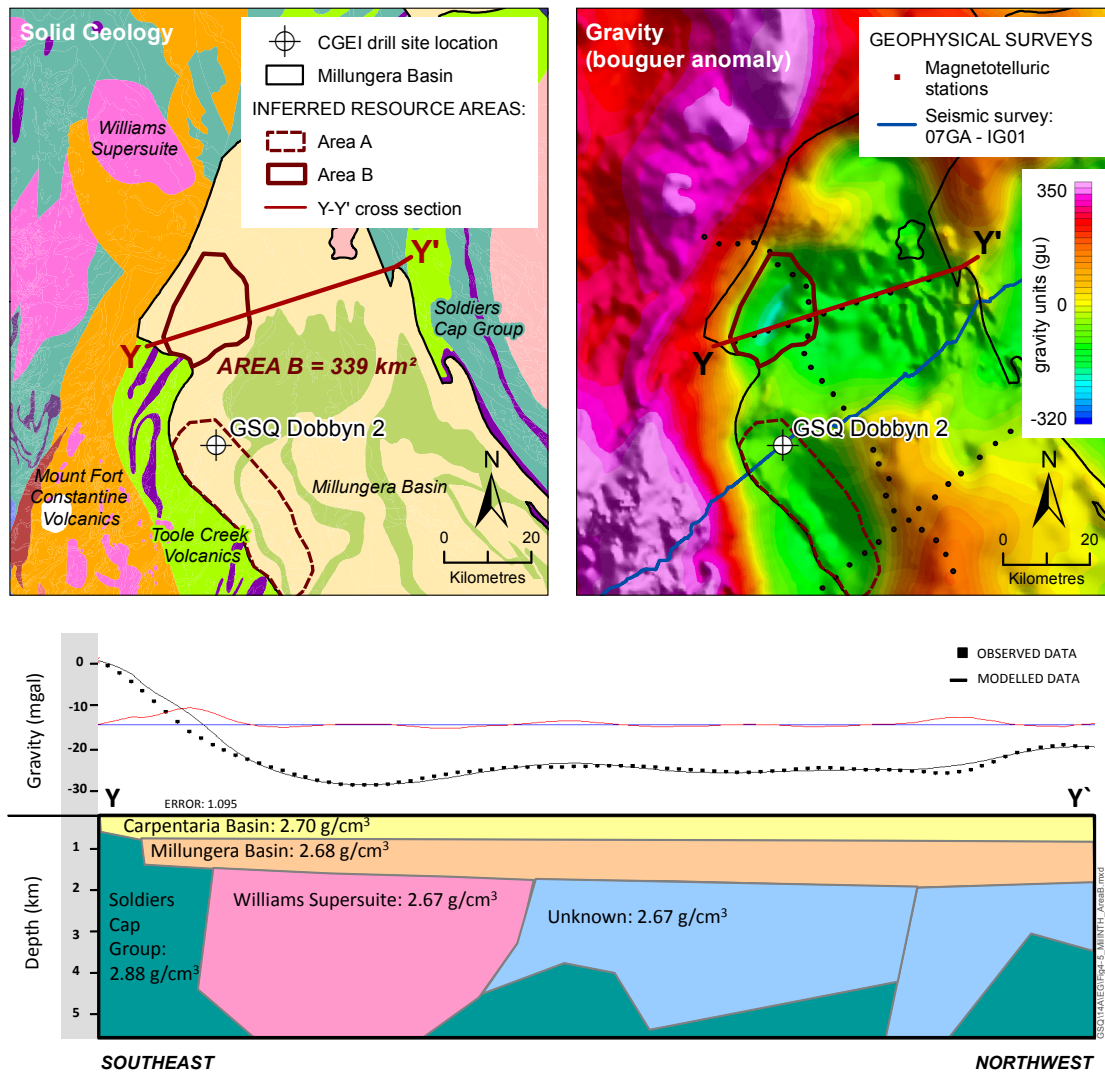 Solid Geology
CGEI drill site location
Millungera Basin
INFERRED RESOURCE AREAS:
Area A
Area B
Y-Y' cross section
Williams
Supersuite
Y'
Soldiers
Cap Group
Y
AREA B = 339 km²
GSQ Dobbyn 2
Mount Fort
Constantine
Volcanics
Millungera Basin
Toole Creek
Volcanics
N
0 20
Kilometres
Gravity
(bouguer anomaly)
GEOPHYSICAL SURVEYS
Magnetotelluric
stations
Seismic survey:
07GA - IG01
350
0
-320
gravity units (gu)
Y'
Y
GSQ Dobbyn 2
N
0 20
Kilometres
Gravity (mgal)
0
-10
-20
-30
OBSERVED DATA
MODELLED DATA
Y
ERROR: 1.095
Y`
Depth (km)
1
2
3
4
5
Carpentaria Basin: 2.70 g/cm³
Millungera Basin: 2.68 g/cm³
Soldiers
Cap
Group:
2.88 g/cm³
Williams Supersuite: 2.67 g/cm³
Unknown: 2.67 g/cm³
SOUTHEAST
NORTHWEST